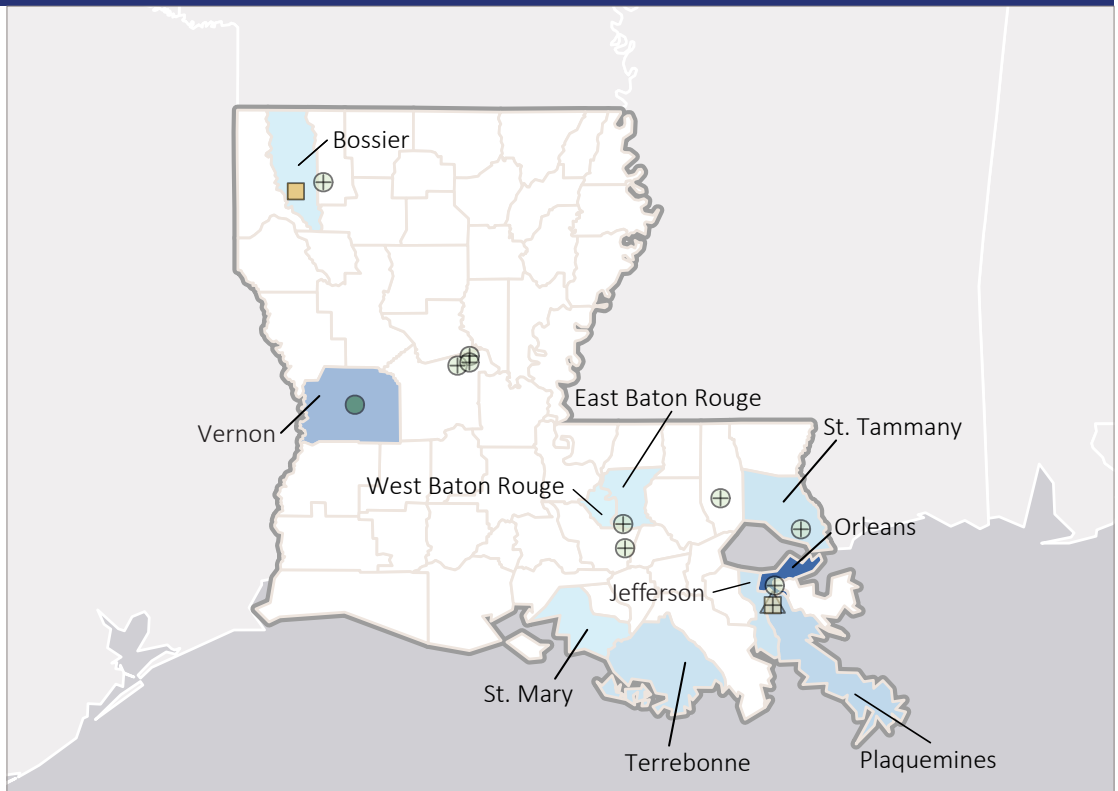 Bossier
East Baton Rouge
St. Tammany
Vernon
West Baton Rouge
Orleans
Jefferson
St. Mary
Terrebonne
Plaquemines